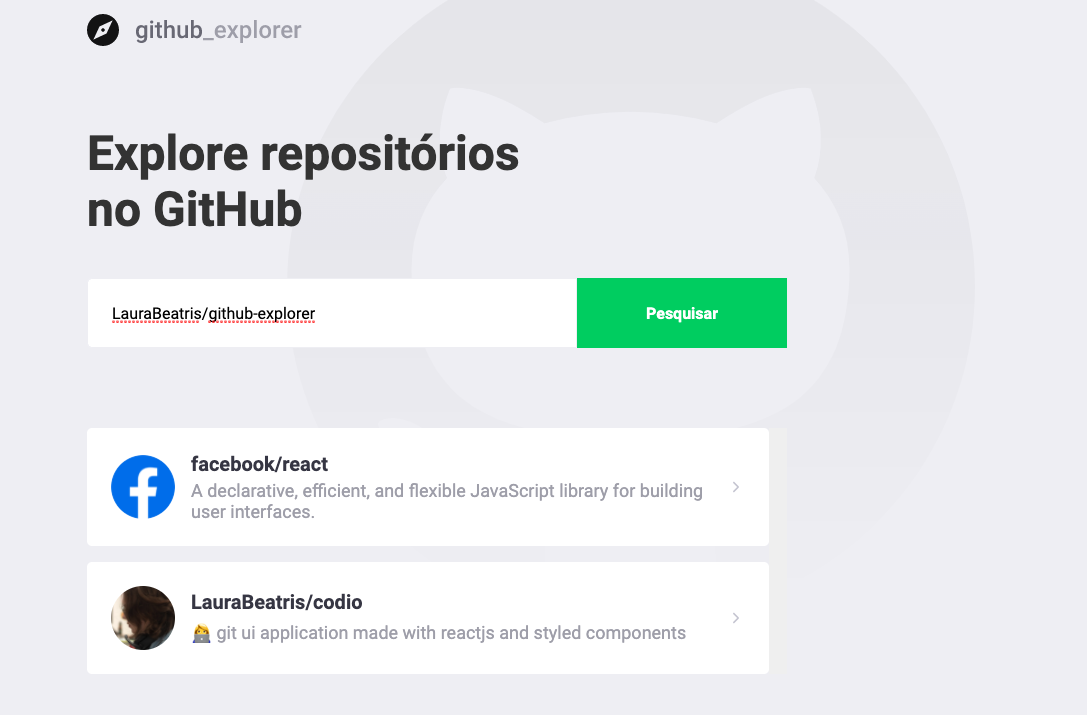 github_explorer
Explore repositórios
no GitHub
LauraBeatris/github-explorer
Pesquisar
facebook/react
A declarative, efficient, and flexible JavaScript library for building
user interfaces.
LauraBeatris/codio
👩‍💻 git ui application made with reactjs and styled components